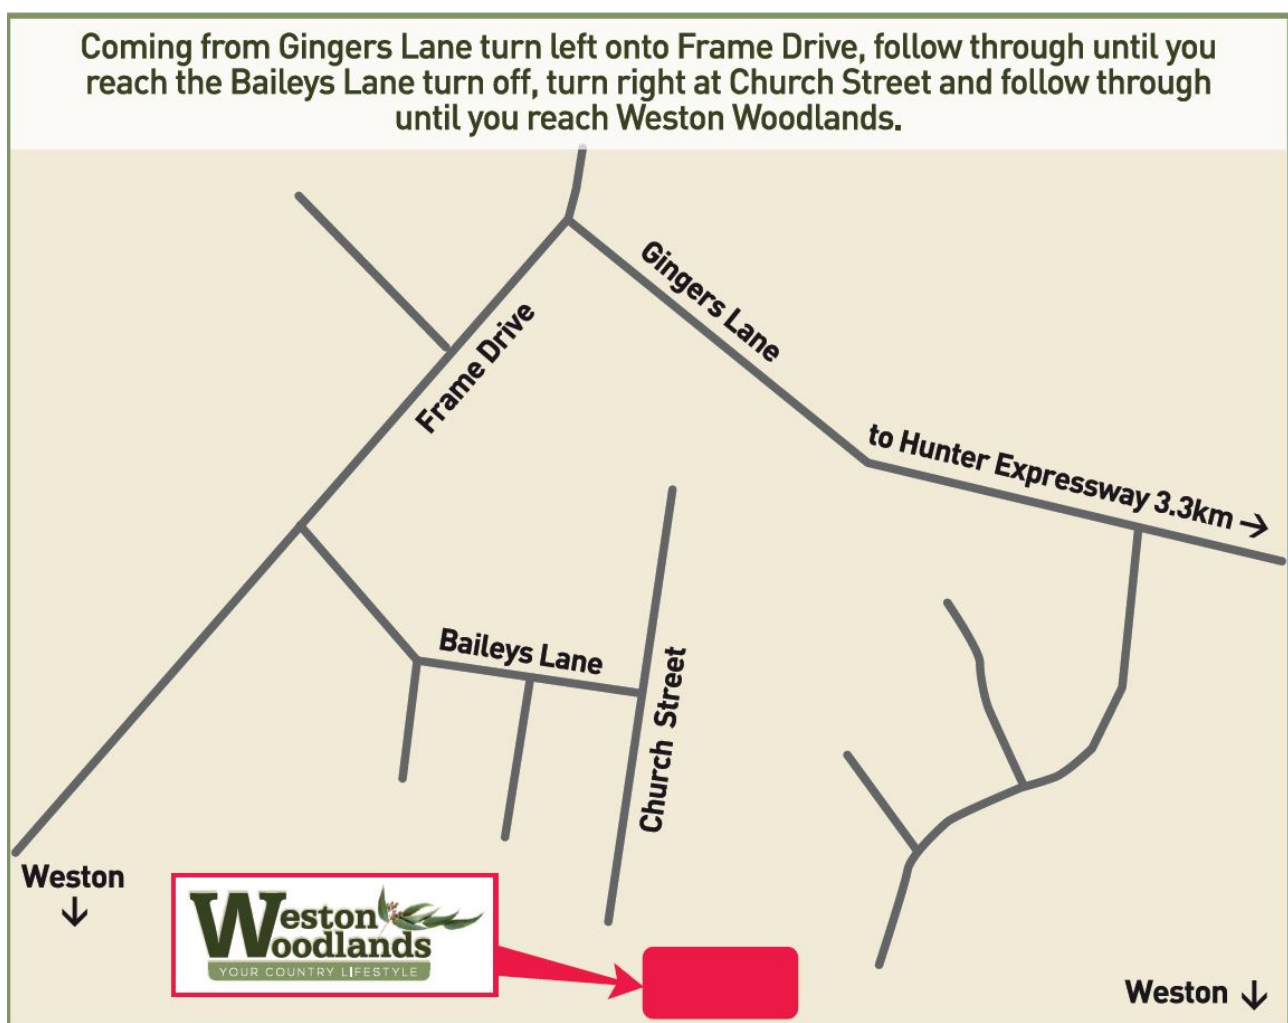 Coming from Gingers Lane turn left onto Frame Drive, follow through until you
reach the Baileys Lane turn off, turn right at Church Street and follow through
until you reach Weston Woodlands.
Gingers Lane
Frame Drive
to Hunter Expressway 3.3km →
Baileys Lane
Church Street
Weston
↓
Weston
Woodlands
YOUR COUNTRY LIFESTYLE
Weston ↓